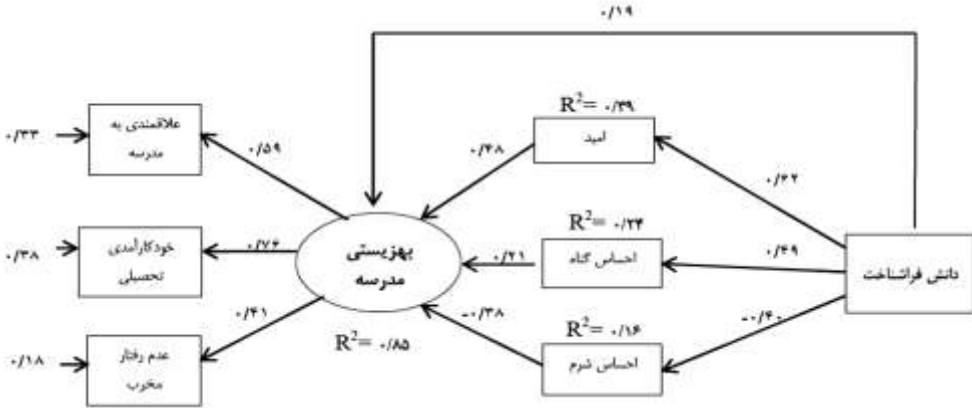 ۰/۱۹
R²= ۰/۳۹
امید
۰/۶۲
۰/۴۸
علاقمندی به
مدرسه
۰/۳۳
۰/۵۹
R²= ۰/۲۴
احساس گناه
۰/۴۹
۰/۲۱
دانش فراشناخت
بهزیستی
مدرسه
R²= ۰/۸۵
۰/۷۶
خودکارآمدی
تحصیلی
۰/۳۸
R²= ۰/۱۶
احساس شرم
-۰/۴۰
-۰/۳۸
۰/۴۱
عدم رفتار
مخرب
۰/۱۸